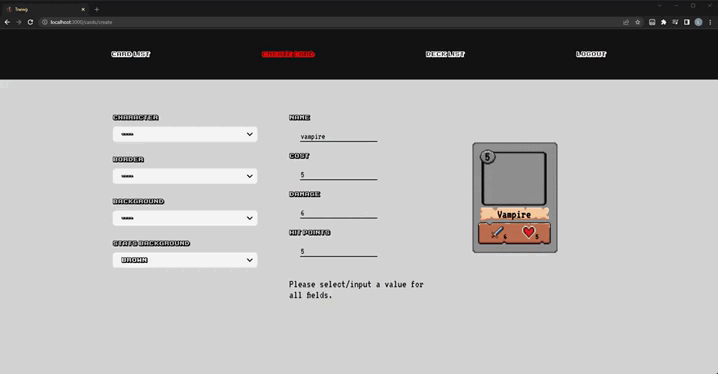 Twewg
localhost:3000/cards/create
CARD LIST
CREATE CARD
DECK LIST
LOGOUT
CHARACTER
BORDER
BACKGROUND
STATS BACKGROUND
BROWN
NAME
vampire
COST
5
DAMAGE
6
HIT POINTS
5
Please select/input a value for
all fields.
5
Vampire
6 5